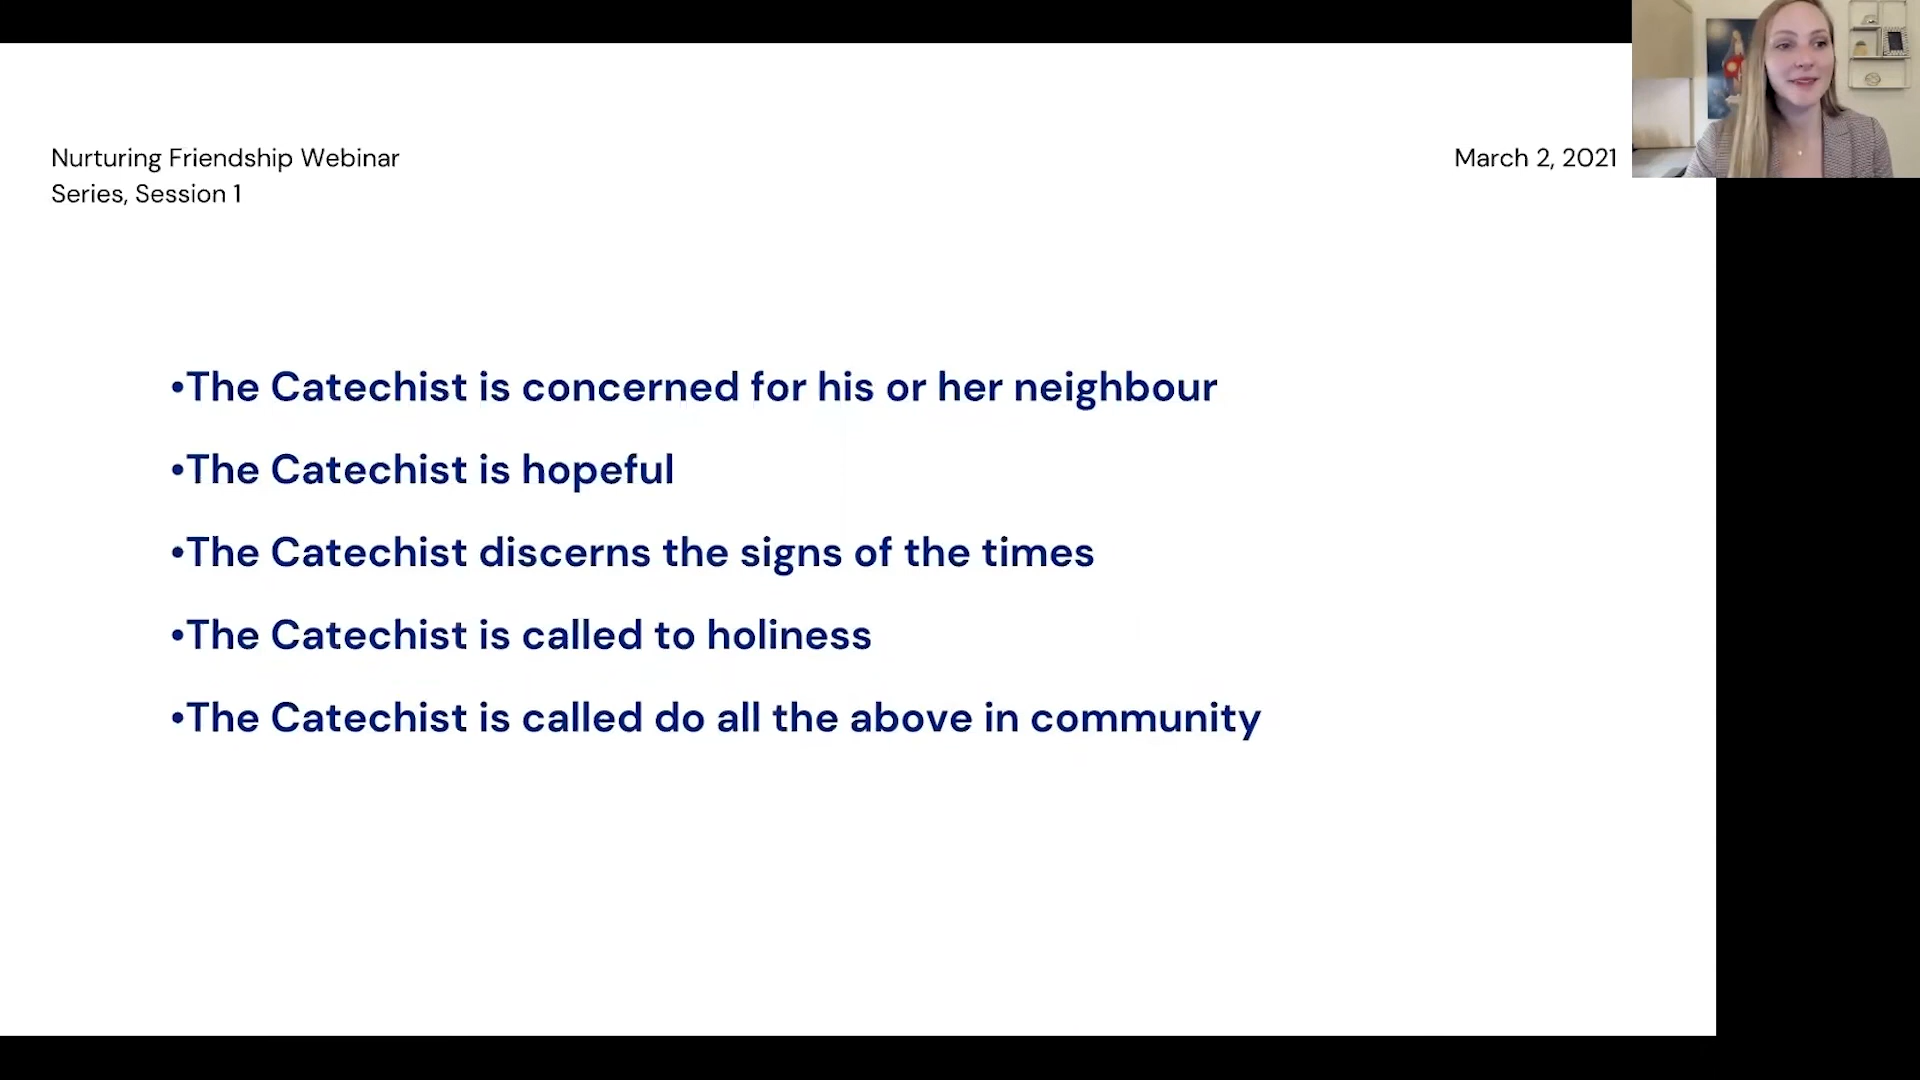 Nurturing Friendship Webinar
Series, Session 1
March 2, 2021
•The Catechist is concerned for his or her neighbour
•The Catechist is hopeful
•The Catechist discerns the signs of the times
•The Catechist is called to holiness
•The Catechist is called do all the above in community